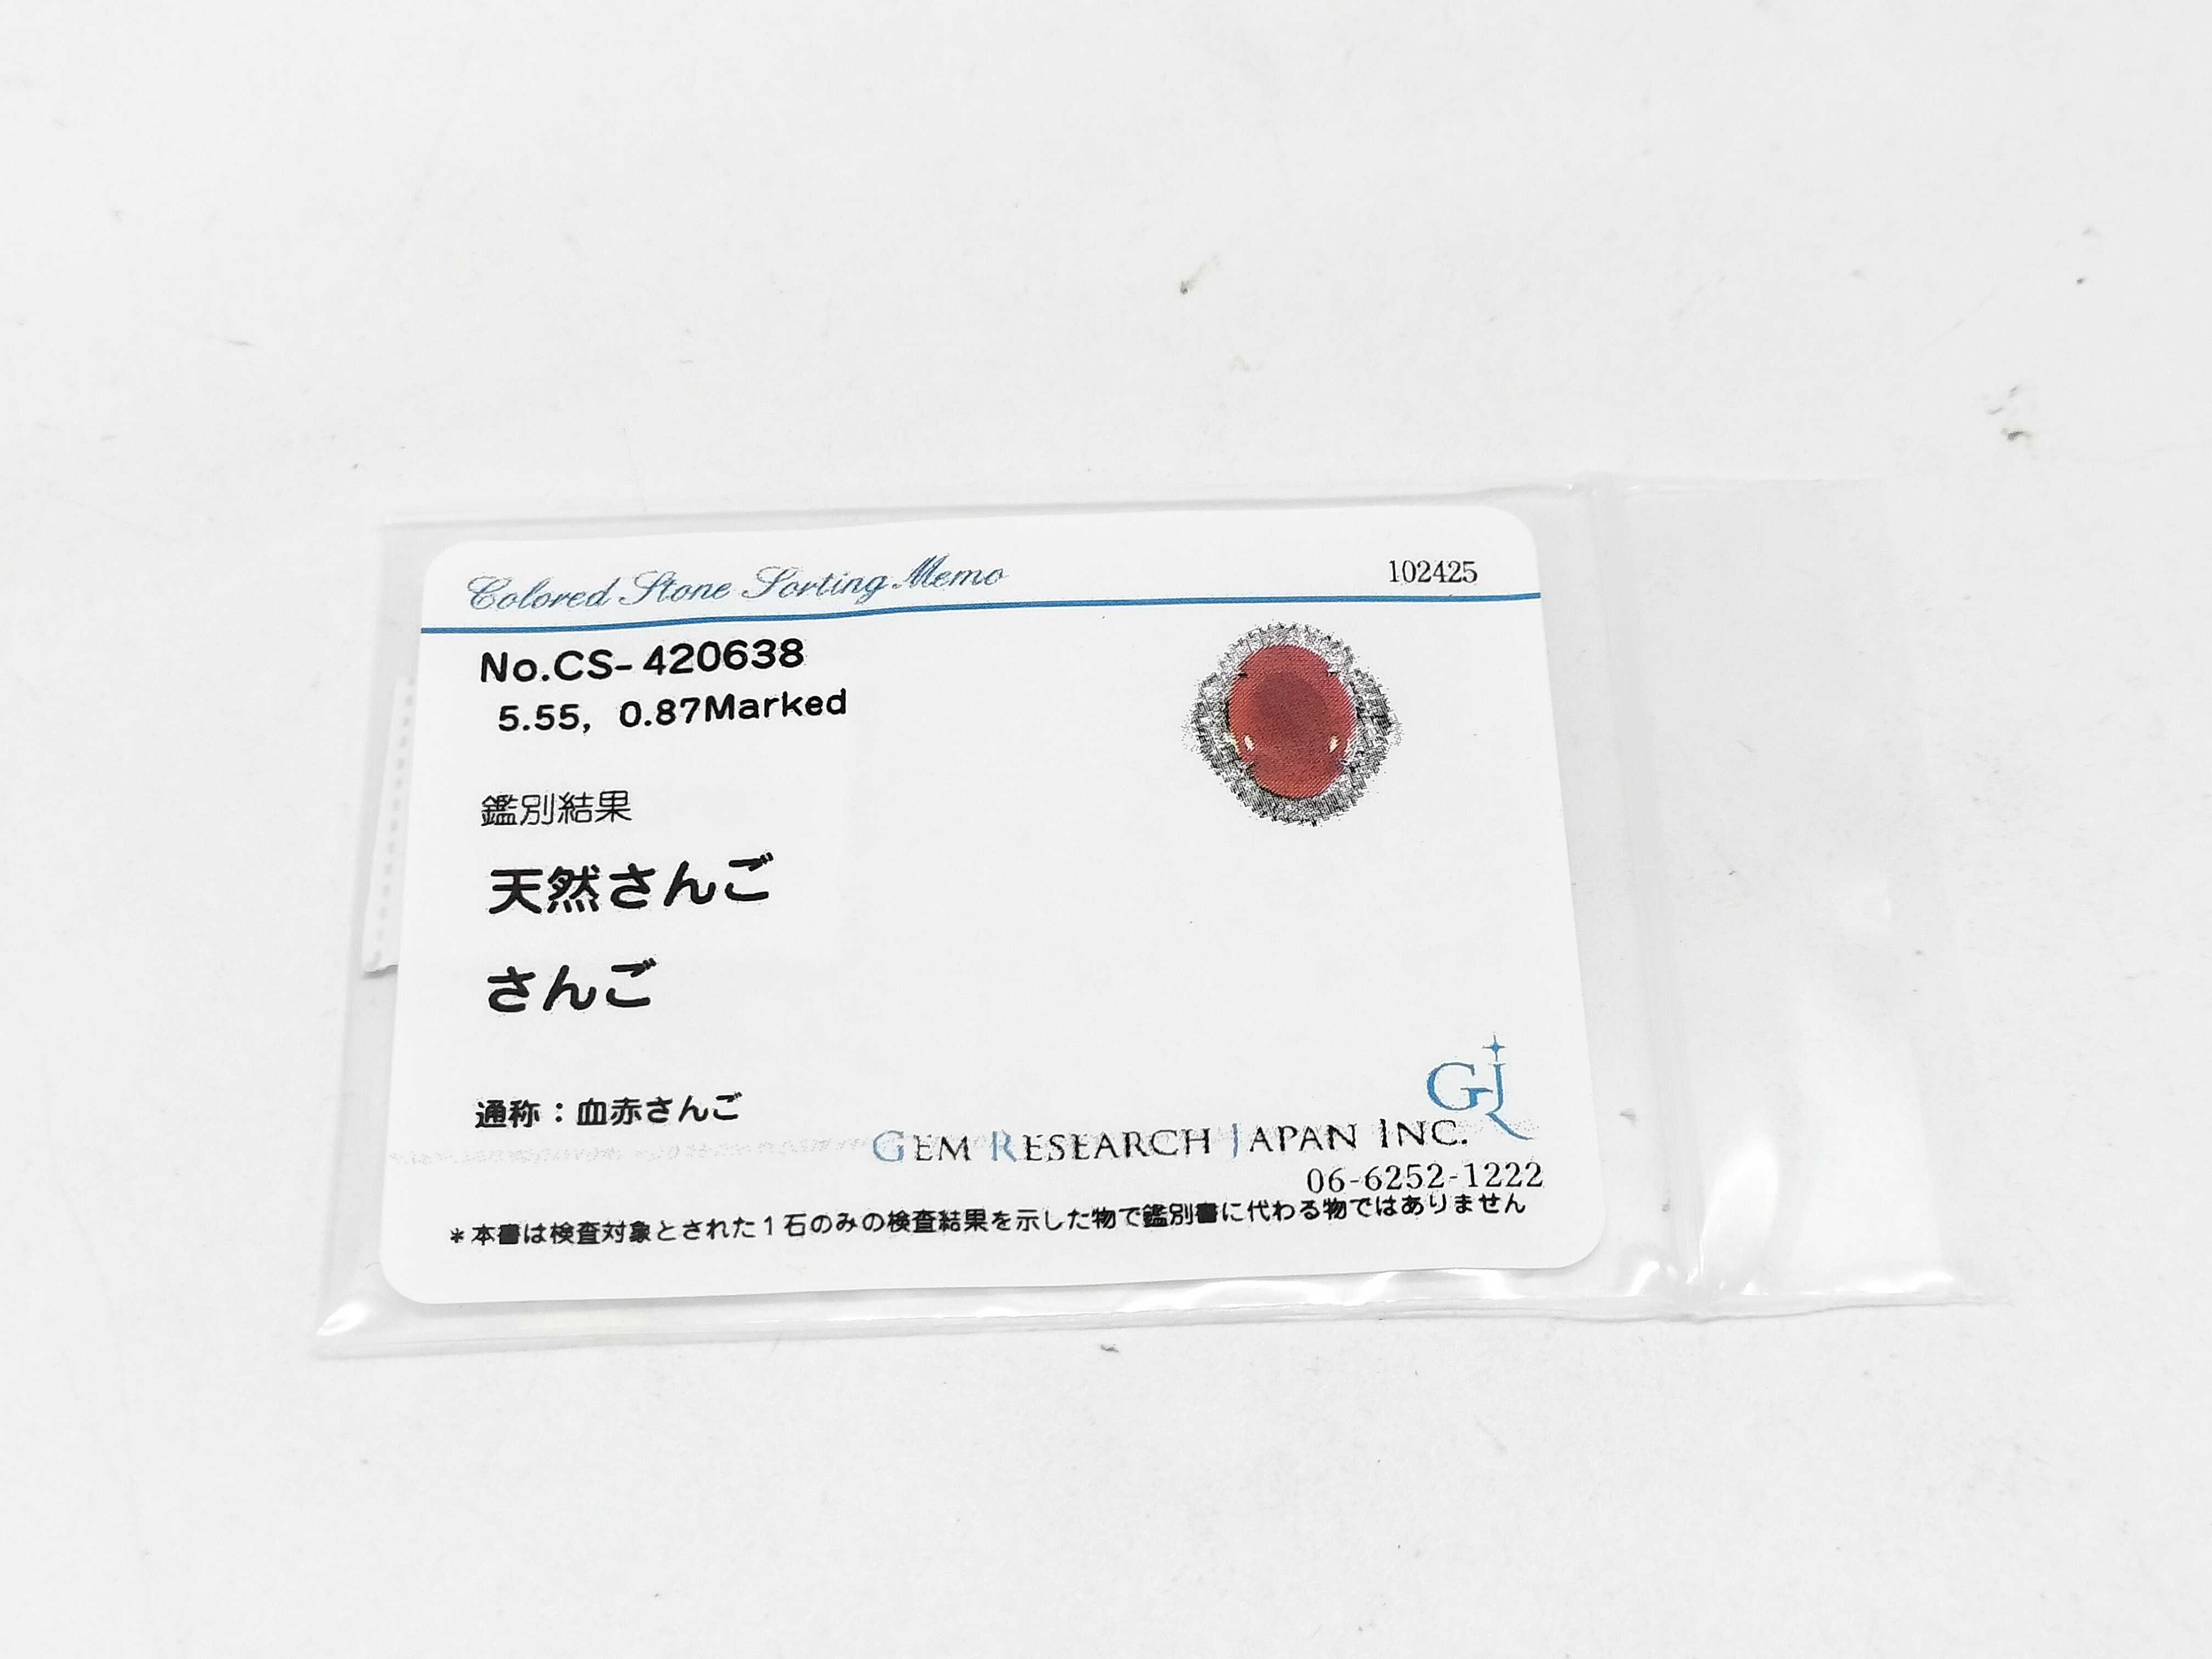 Colored Stone Sorting Memo 102425
No.CS-420638
5.55, 0.87Marked
鑑別結果
天然さんご
さんご
通称：血赤さんご
GJ
GEM RESEARCH JAPAN INC.
06-6252-1222
*本書は検査対象とされた1石のみの検査結果を示した物で鑑別書に代わる物ではありません